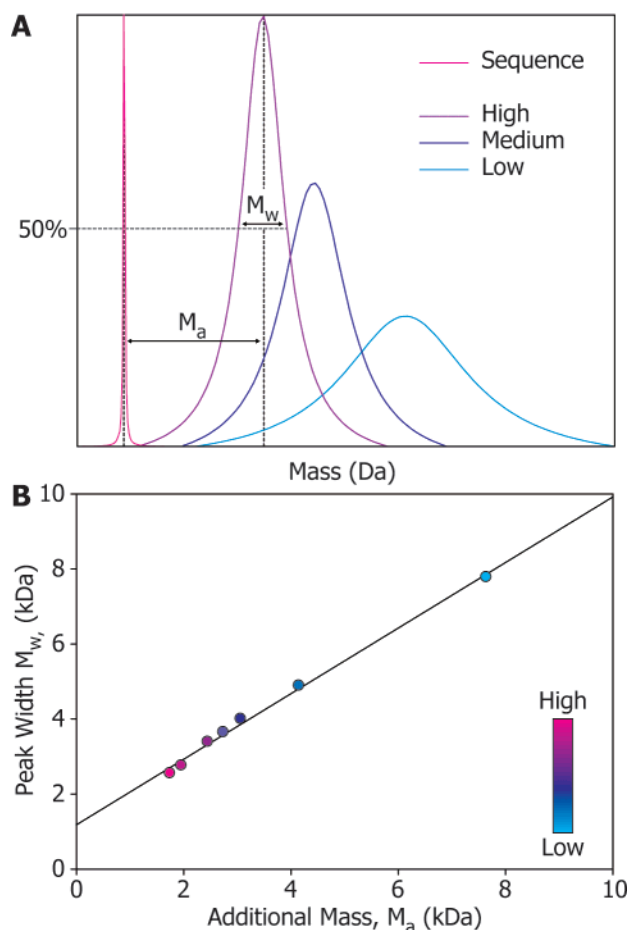 A
Sequence
High
Medium
Low
50%
Mw
Ma
Mass (Da)
B
10
8
6
4
2
0
Peak Width Mw, (kDa)
High
Low
0 2 4 6 8 10
Additional Mass, Ma (kDa)